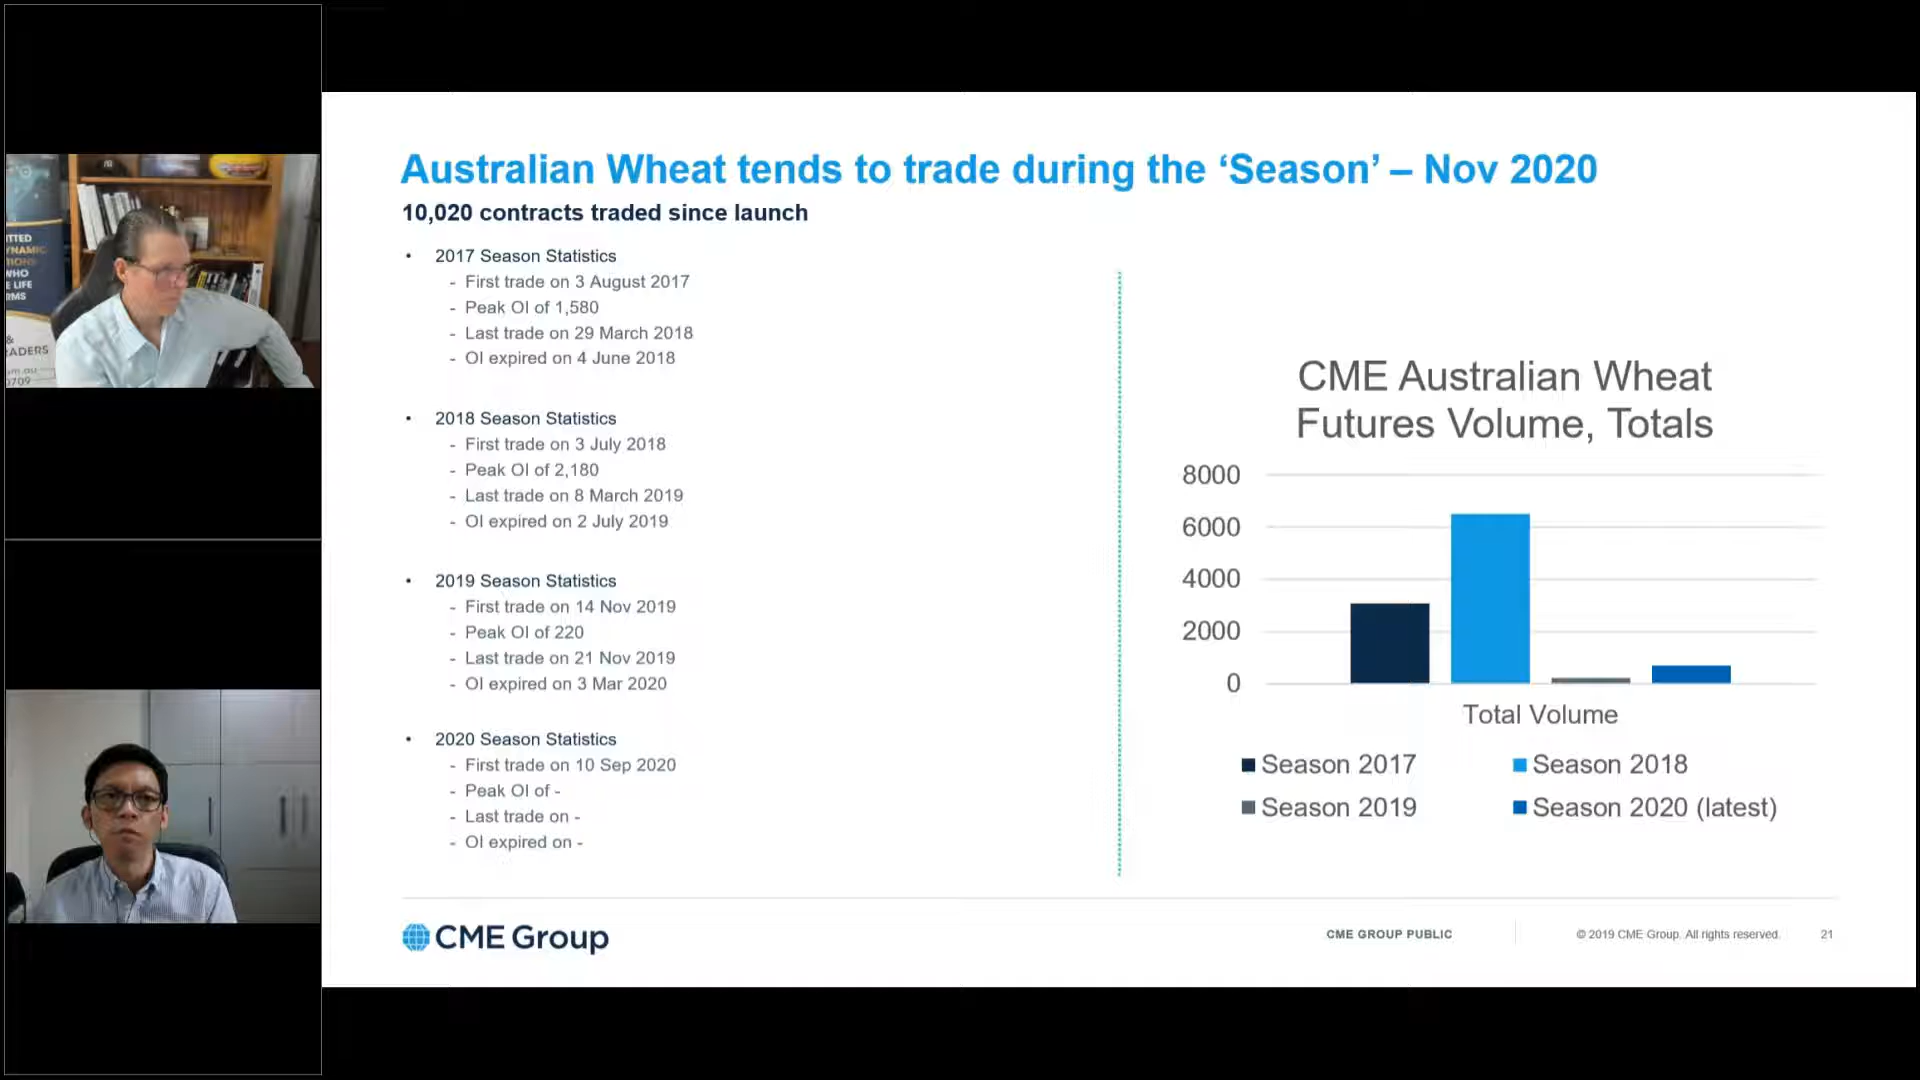 Australian Wheat tends to trade during the ‘Season’ – Nov 2020
10,020 contracts traded since launch
• 2017 Season Statistics
- First trade on 3 August 2017
- Peak OI of 1,580
- Last trade on 29 March 2018
- OI expired on 4 June 2018
• 2018 Season Statistics
- First trade on 3 July 2018
- Peak OI of 2,180
- Last trade on 8 March 2019
- OI expired on 2 July 2019
• 2019 Season Statistics
- First trade on 14 Nov 2019
- Peak OI of 220
- Last trade on 21 Nov 2019
- OI expired on 3 Mar 2020
• 2020 Season Statistics
- First trade on 10 Sep 2020
- Peak OI of -
- Last trade on -
- OI expired on -
CME Australian Wheat
Futures Volume, Totals
8000
6000
4000
2000
0
Total Volume
Season 2017
Season 2018
Season 2019
Season 2020 (latest)
CME Group
CME GROUP PUBLIC
© 2019 CME Group. All rights reserved.
21
WHO
LIFE
&